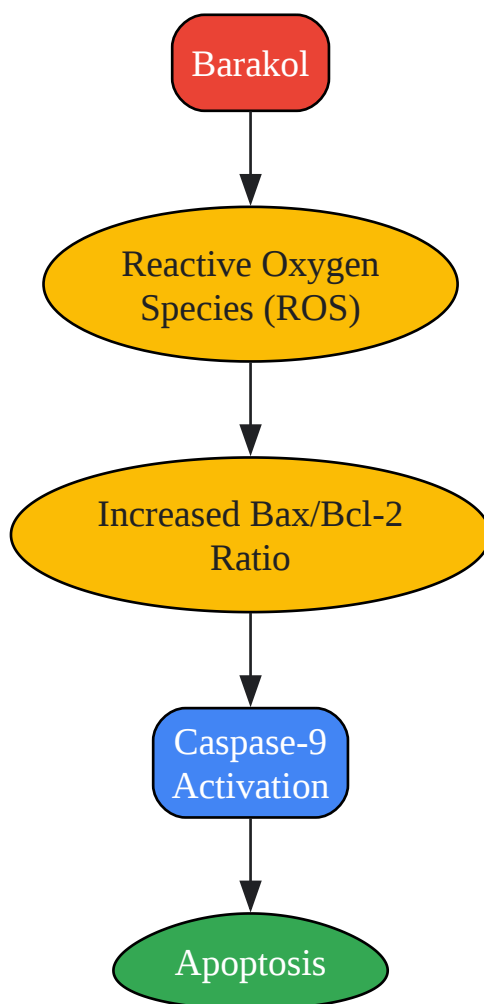 Barakol
Reactive Oxygen
Species (ROS)
Increased Bax/Bcl-2
Ratio
Caspase-9
Activation
Apoptosis